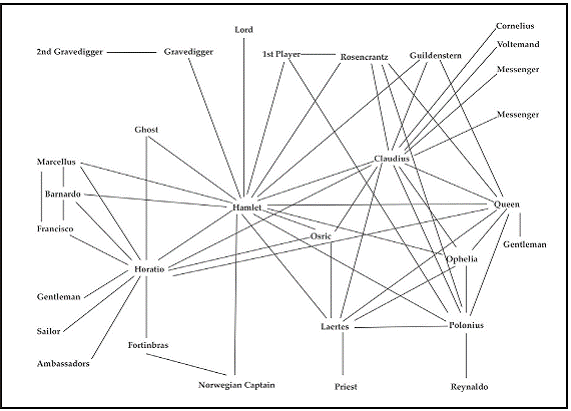 Cornelius
Lord
Voltemand
2nd Gravedigger
Gravedigger
1st Player
Rosencrantz
Guildenstern
Messenger
Messenger
Ghost
Marcellus
Claudius
Barnardo
Hamlet
Queen
Francisco
Osric
Gentleman
Ophelia
Horatio
Gentleman
Laertes
Polonius
Sailor
Fortinbras
Ambassadors
Norwegian Captain
Priest
Reynaldo